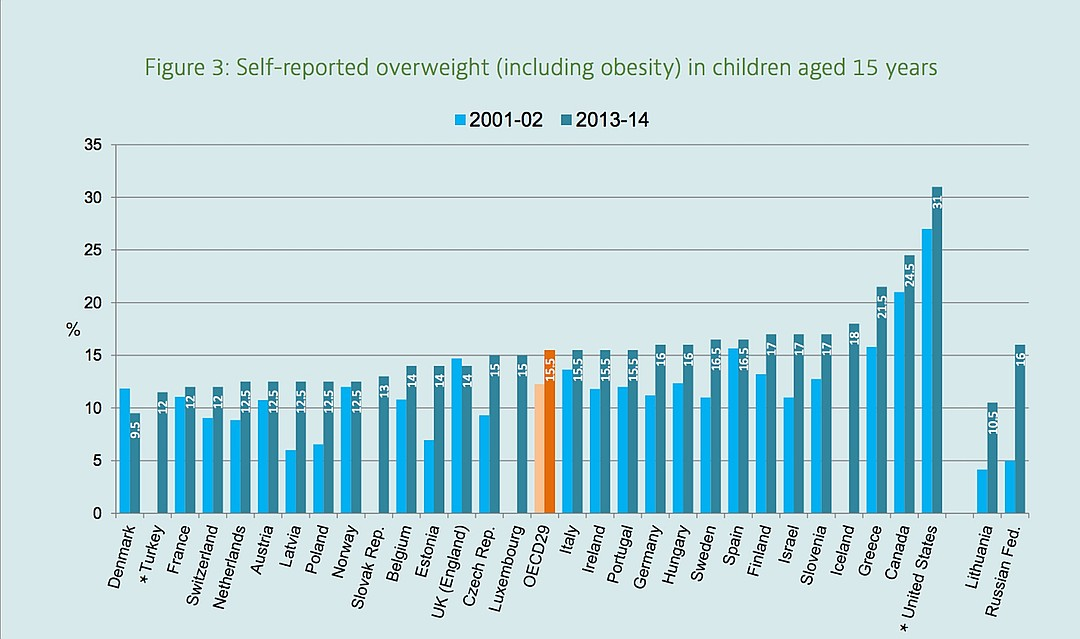 Figure 3: Self-reported overweight (including obesity) in children aged 15 years
2001-02 2013-14
35
30
25
20
15
10
5
0
%
9.5
12
12
12
12.5
12.5
12.5
12.5
12.5
13
14
14
14
15
15
15.5
15.5
15.5
15.5
16
16
16.5
16.5
17
17
17
18
21.5
24.5
31
10.5
16
Denmark
* Turkey
France
Switzerland
Netherlands
Austria
Latvia
Poland
Norway
Slovak Rep.
Belgium
Estonia
UK (England)
Czech Rep.
Luxembourg
OECD29
Italy
Ireland
Portugal
Germany
Hungary
Sweden
Spain
Finland
Israel
Slovenia
Iceland
Greece
Canada
* United States
Lithuania
Russian Fed.